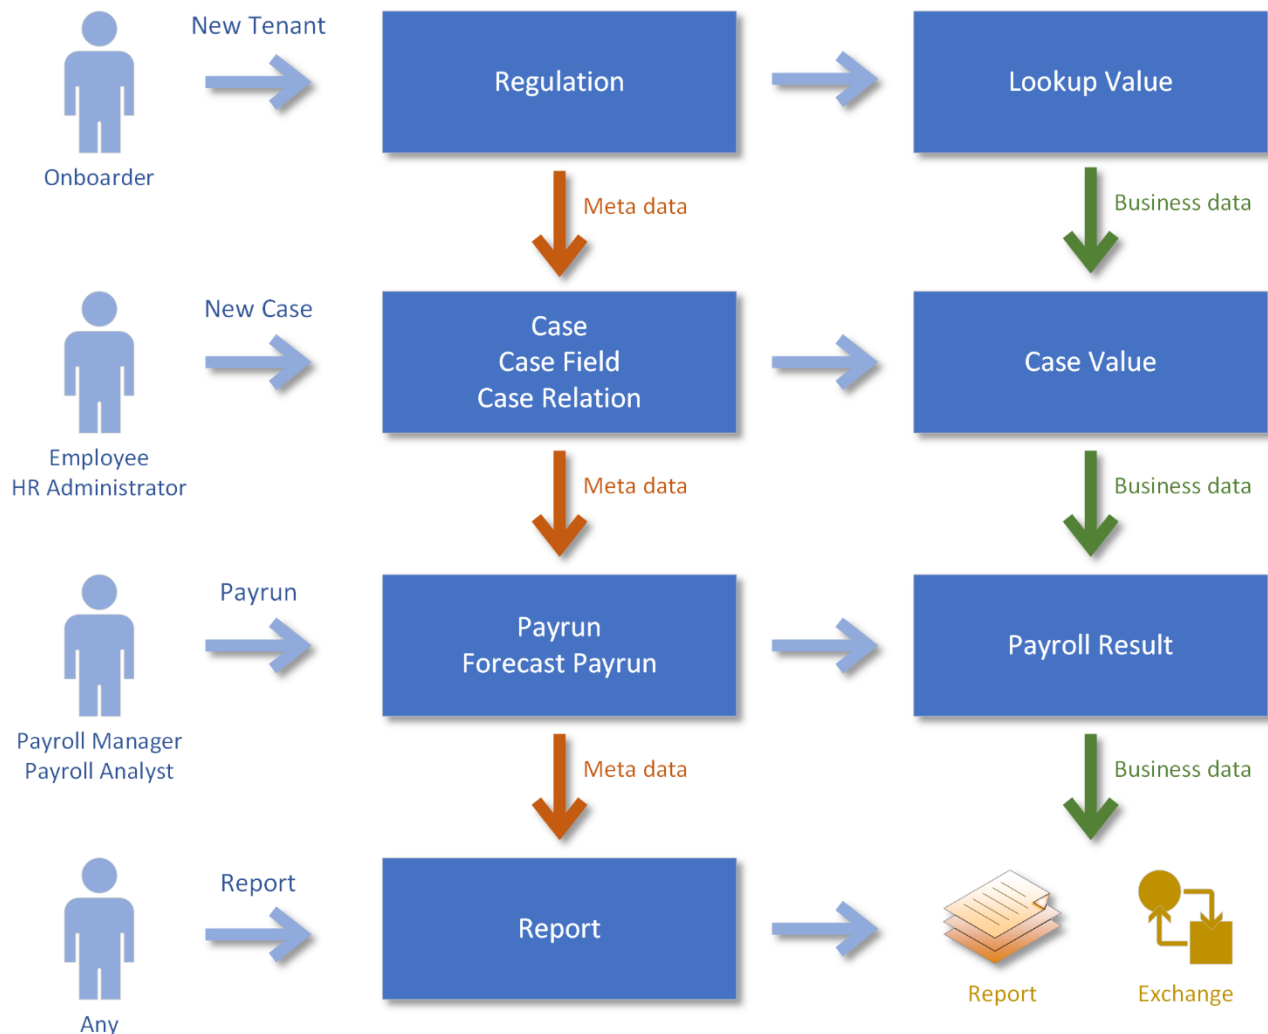 New Tenant
Regulation
Lookup Value
Onboarder
Meta data
Business data
New Case
Case
Case Field
Case Relation
Case Value
Employee
HR Administrator
Meta data
Business data
Payrun
Payrun
Forecast Payrun
Payroll Result
Payroll Manager
Payroll Analyst
Meta data
Business data
Report
Report
Report
Exchange
Any